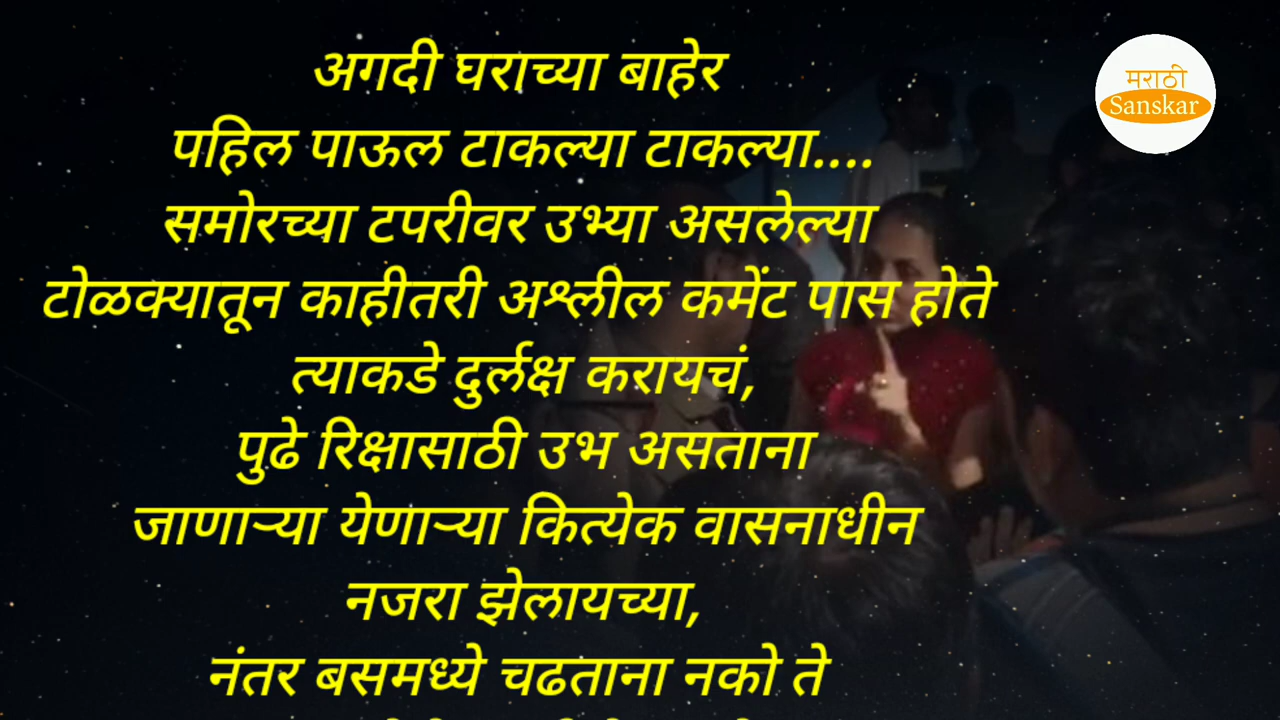 अगदी घराच्या बाहेर
पहिल पाऊल टाकल्या टाकल्या....
समोरच्या टपरीवर उभ्या असलेल्या
टोळक्यातून काहीतरी अश्लील कमेंट पास होते
त्याकडे दुर्लक्ष करायचं,
पुढे रिक्षासाठी उभ असताना
जाणाऱ्या येणाऱ्या कित्येक वासनाधीन
नजरा झेलायच्या,
नंतर बसमध्ये चढताना नको ते
मराठी
Sanskar